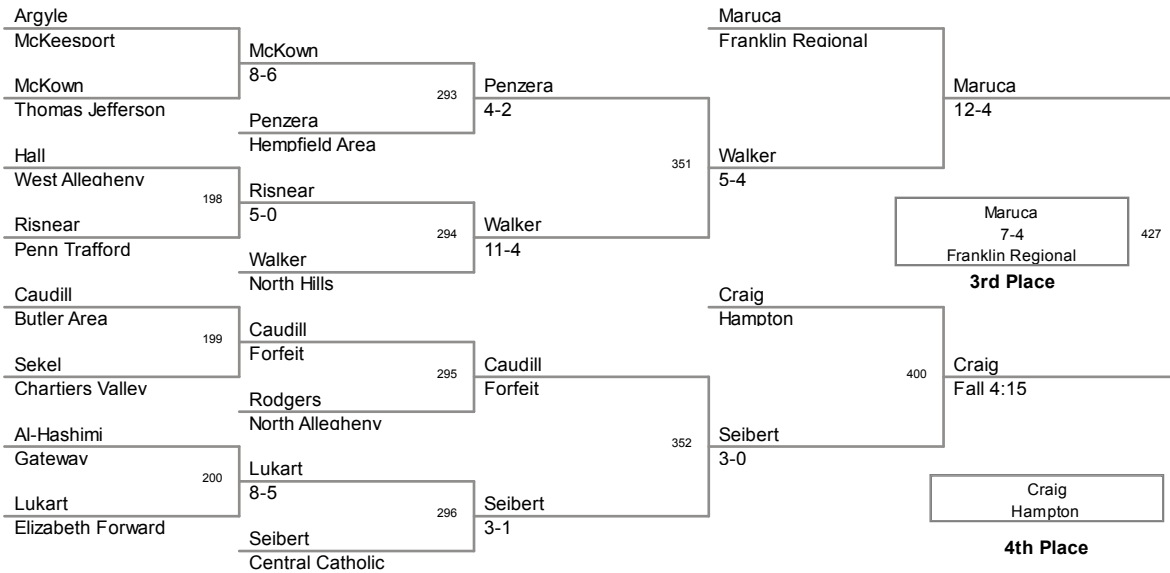 Argyle
McKeesport
McKown
Thomas Jefferson
Hall
West Allegheny
198
Risnear
Penn Trafford
Caudill
Butler Area
199
Sekel
Chartiers Valley
Al-Hashimi
Gateway
200
Lukart
Elizabeth Forward
McKown
8-6
293
Penzera
Hempfield Area
Risnear
5-0
294
Walker
North Hills
Caudill
Forfeit
295
Rodgers
North Allegheny
Lukart
8-5
296
Seibert
Central Catholic
Penzera
4-2
351
Walker
11-4
Caudill
Forfeit
352
Seibert
3-1
Maruca
Franklin Regional
Walker
5-4
Craig
Hampton
400
Seibert
3-0
Maruca
12-4
Craig
Fall 4:15
Maruca
7-4
Franklin Regional
427
3rd Place
Craig
Hampton
4th Place